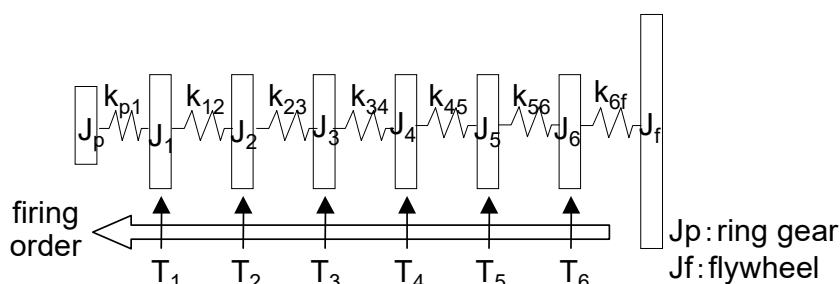 kp1 k12 k23 k34 k45 k56 k6f
Jp J1 J2 J3 J4 J5 J6 Jf
firing
order
T1 T2 T3 T4 T5 T6
Jp:ring gear
Jf:flywheel